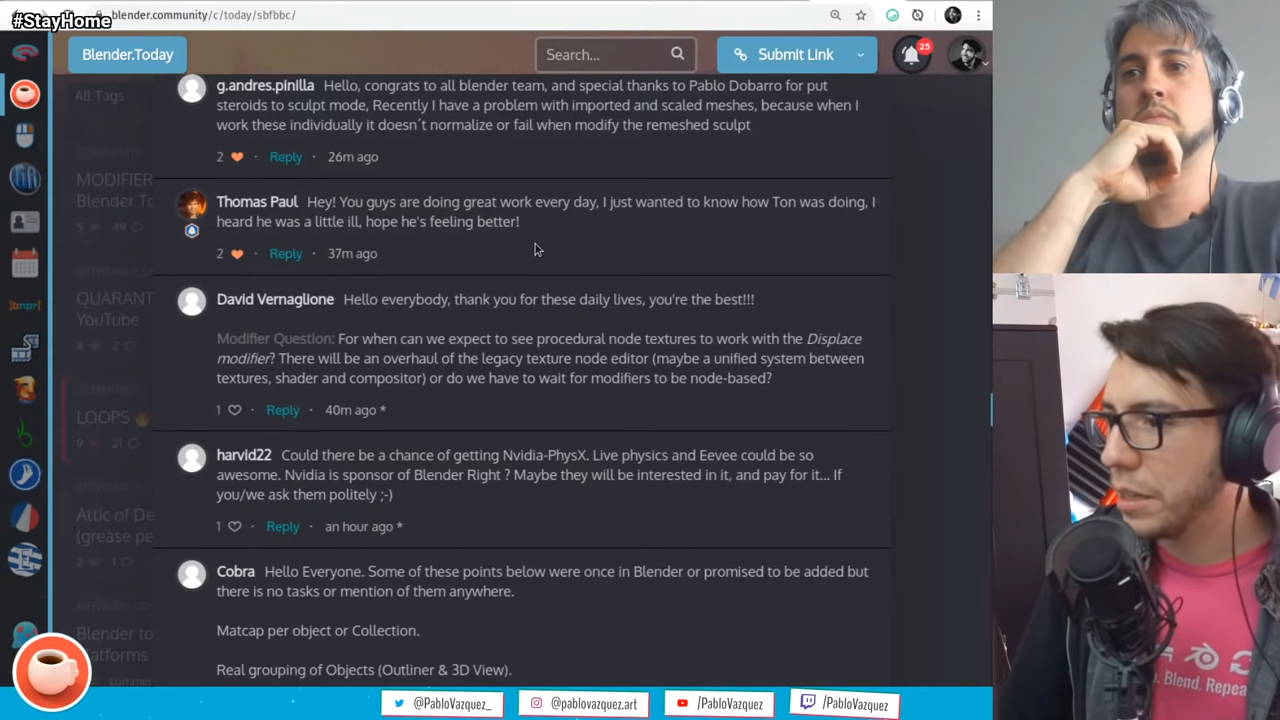 #StayHome
blender.community/c/today/sbfbbc/
Blender.Today
Search...
Submit Link
25
All Tags
g.andres.pinilla Hello, congrats to all blender team, and special thanks to Pablo Dobarro for put
steroids to sculpt mode, Recently I have a problem with imported and scaled meshes, because when I
work these individually it doesn´t normalize or fail when modify the remeshed sculpt
2 · Reply · 26m ago
MODIFIER
Blender To
5 49
Thomas Paul Hey! You guys are doing great work every day, I just wanted to know how Ton was doing, I
heard he was a little ill, hope he's feeling better!
2 · Reply · 37m ago
QUARANT
YouTube
4 2
David Vernaglione Hello everybody, thank you for these daily lives, you're the best!!!
Modifier Question: For when can we expect to see procedural node textures to work with the Displace
modifier? There will be an overhaul of the legacy texture node editor (maybe a unified system between
textures, shader and compositor) or do we have to wait for modifiers to be node-based?
1 · Reply · 40m ago *
LOOPS
9 21
harvid22 Could there be a chance of getting Nvidia-PhysX. Live physics and Eevee could be so
awesome. Nvidia is sponsor of Blender Right ? Maybe they will be interested in it, and pay for it... If
you/we ask them politely ;-)
1 · Reply · an hour ago *
Attic of De
(grease pe
2 1
Cobra Hello Everyone. Some of these points below were once in Blender or promised to be added but
there is no tasks or mention of them anywhere.
Matcap per object or Collection.
Real grouping of Objects (Outliner & 3D View).
Blender to
latforms
. Blend. Repea
@PabloVazquez_
@pablovazquez.art
/PabloVazquez
/PabloVazquez